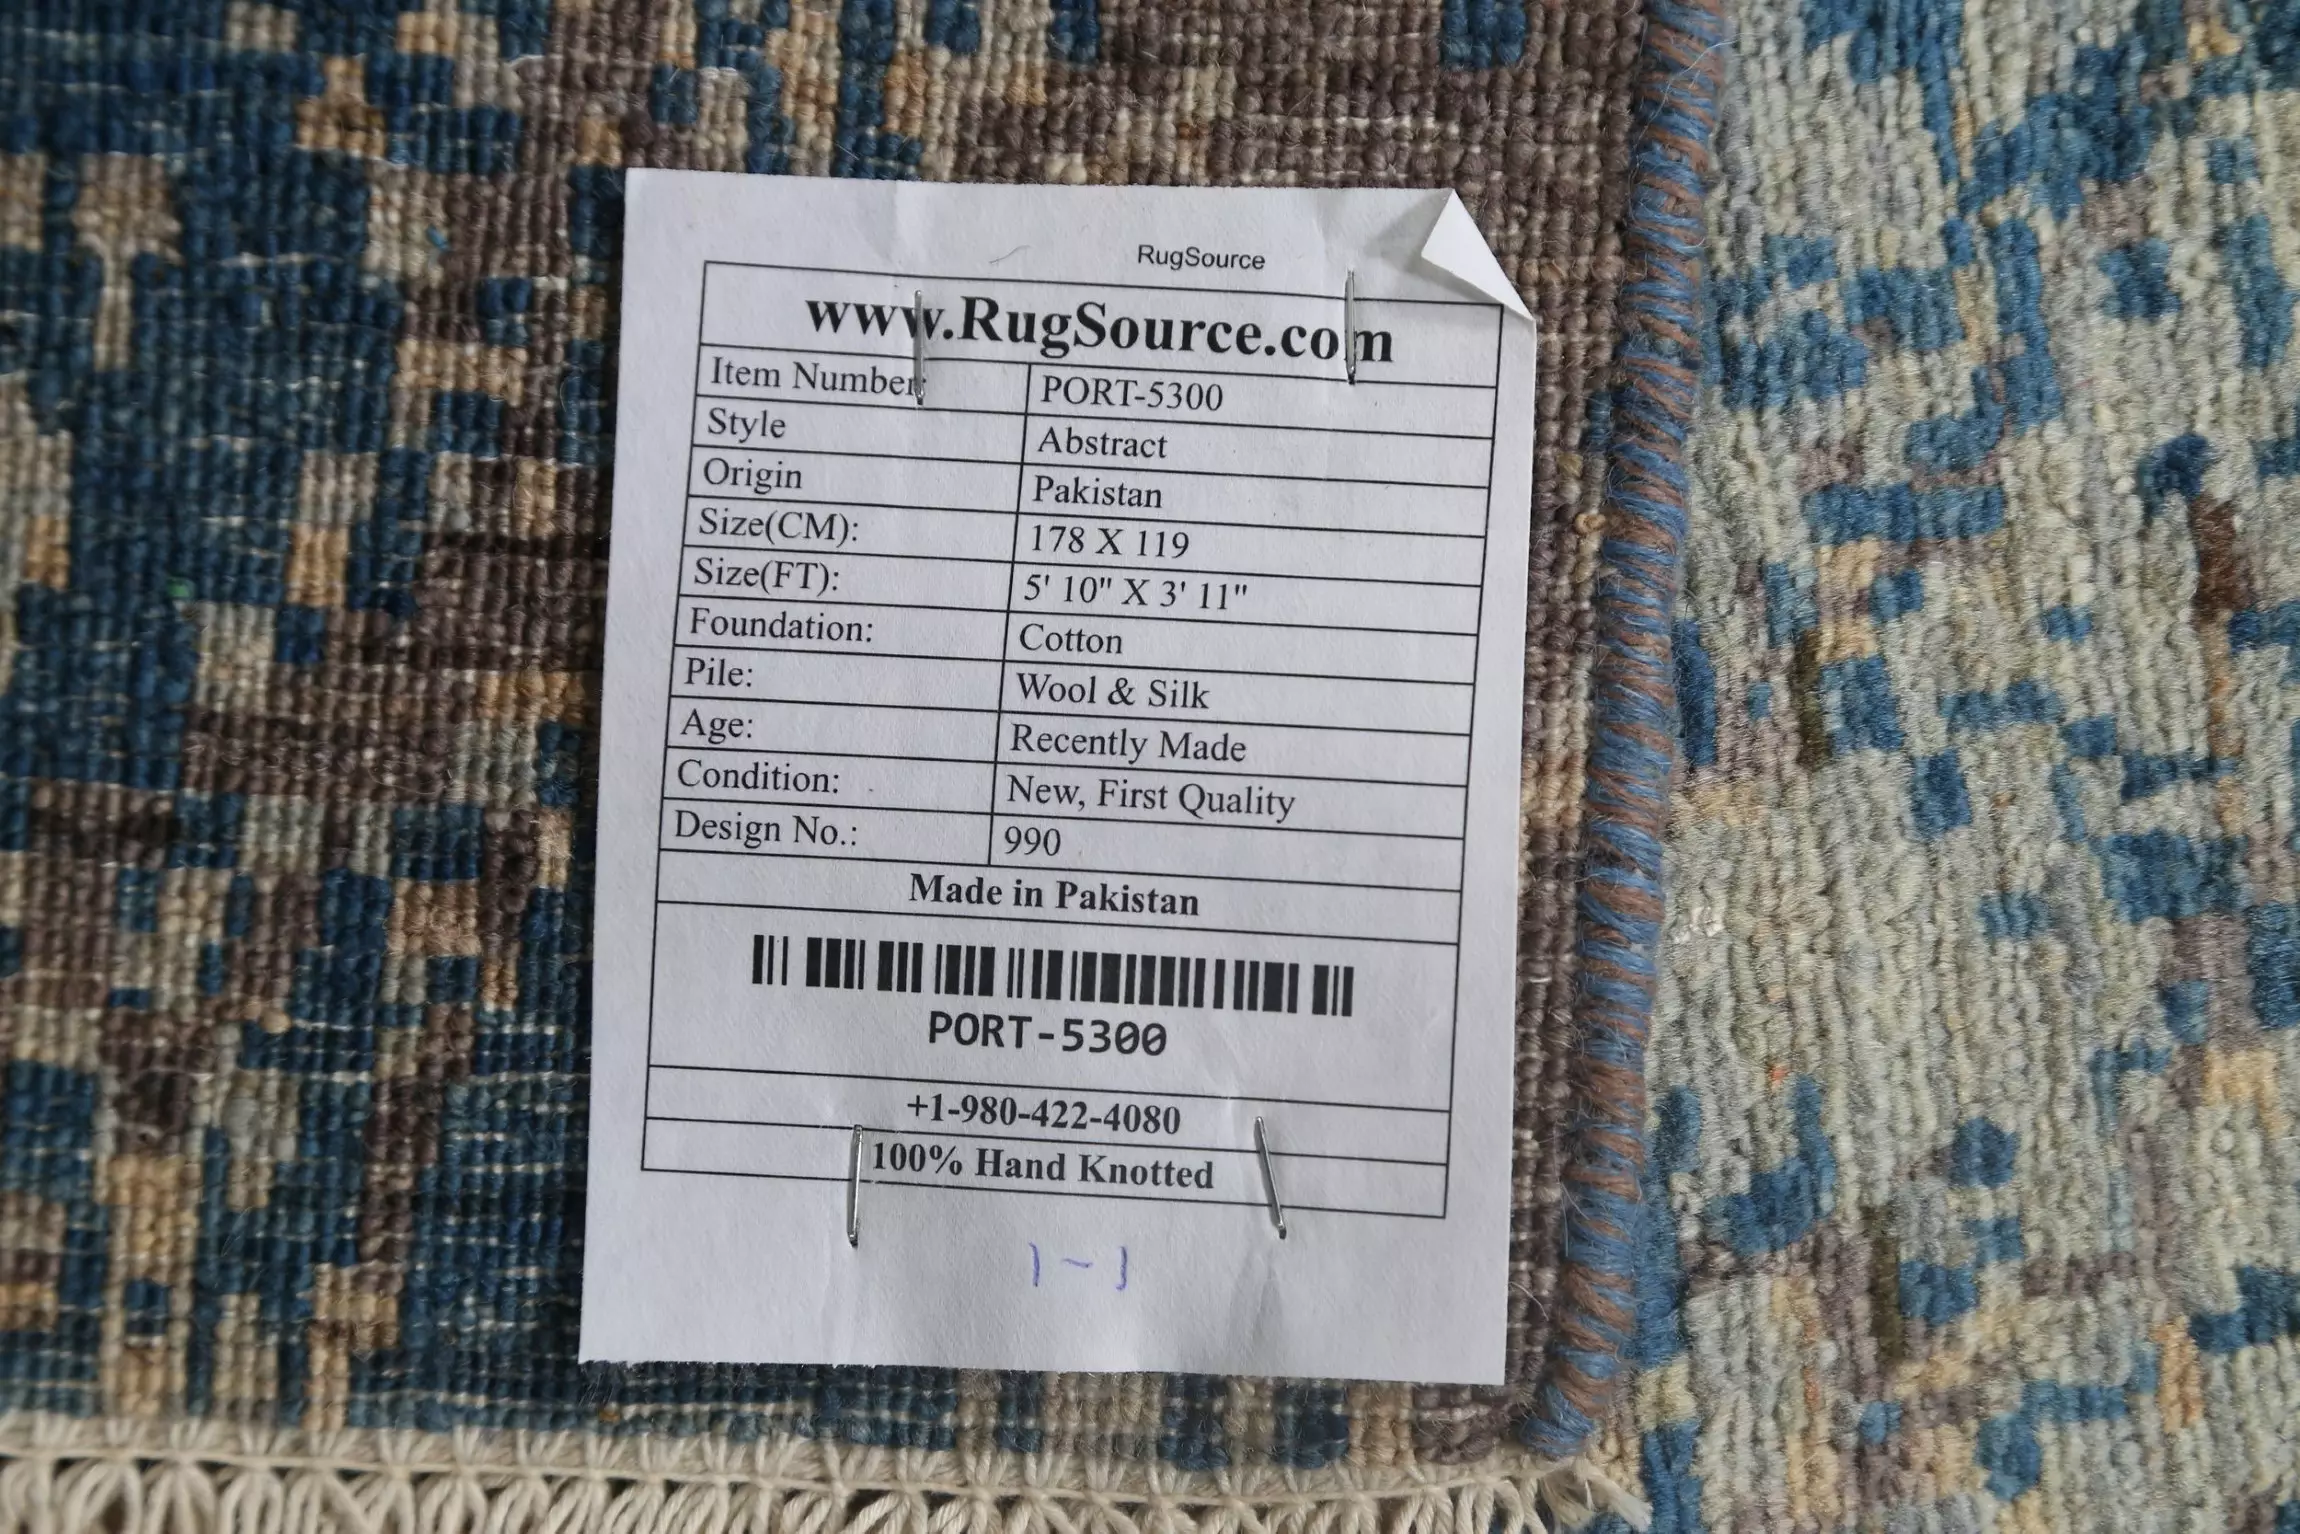 RugSource
www.RugSource.com
Item Number: PORT-5300
Style Abstract
Origin Pakistan
Size(CM): 178 X 119
Size(FT): 5' 10" X 3' 11"
Foundation: Cotton
Pile: Wool & Silk
Age: Recently Made
Condition: New, First Quality
Design No.: 990
Made in Pakistan
PORT-5300
+1-980-422-4080
100% Hand Knotted
1~1